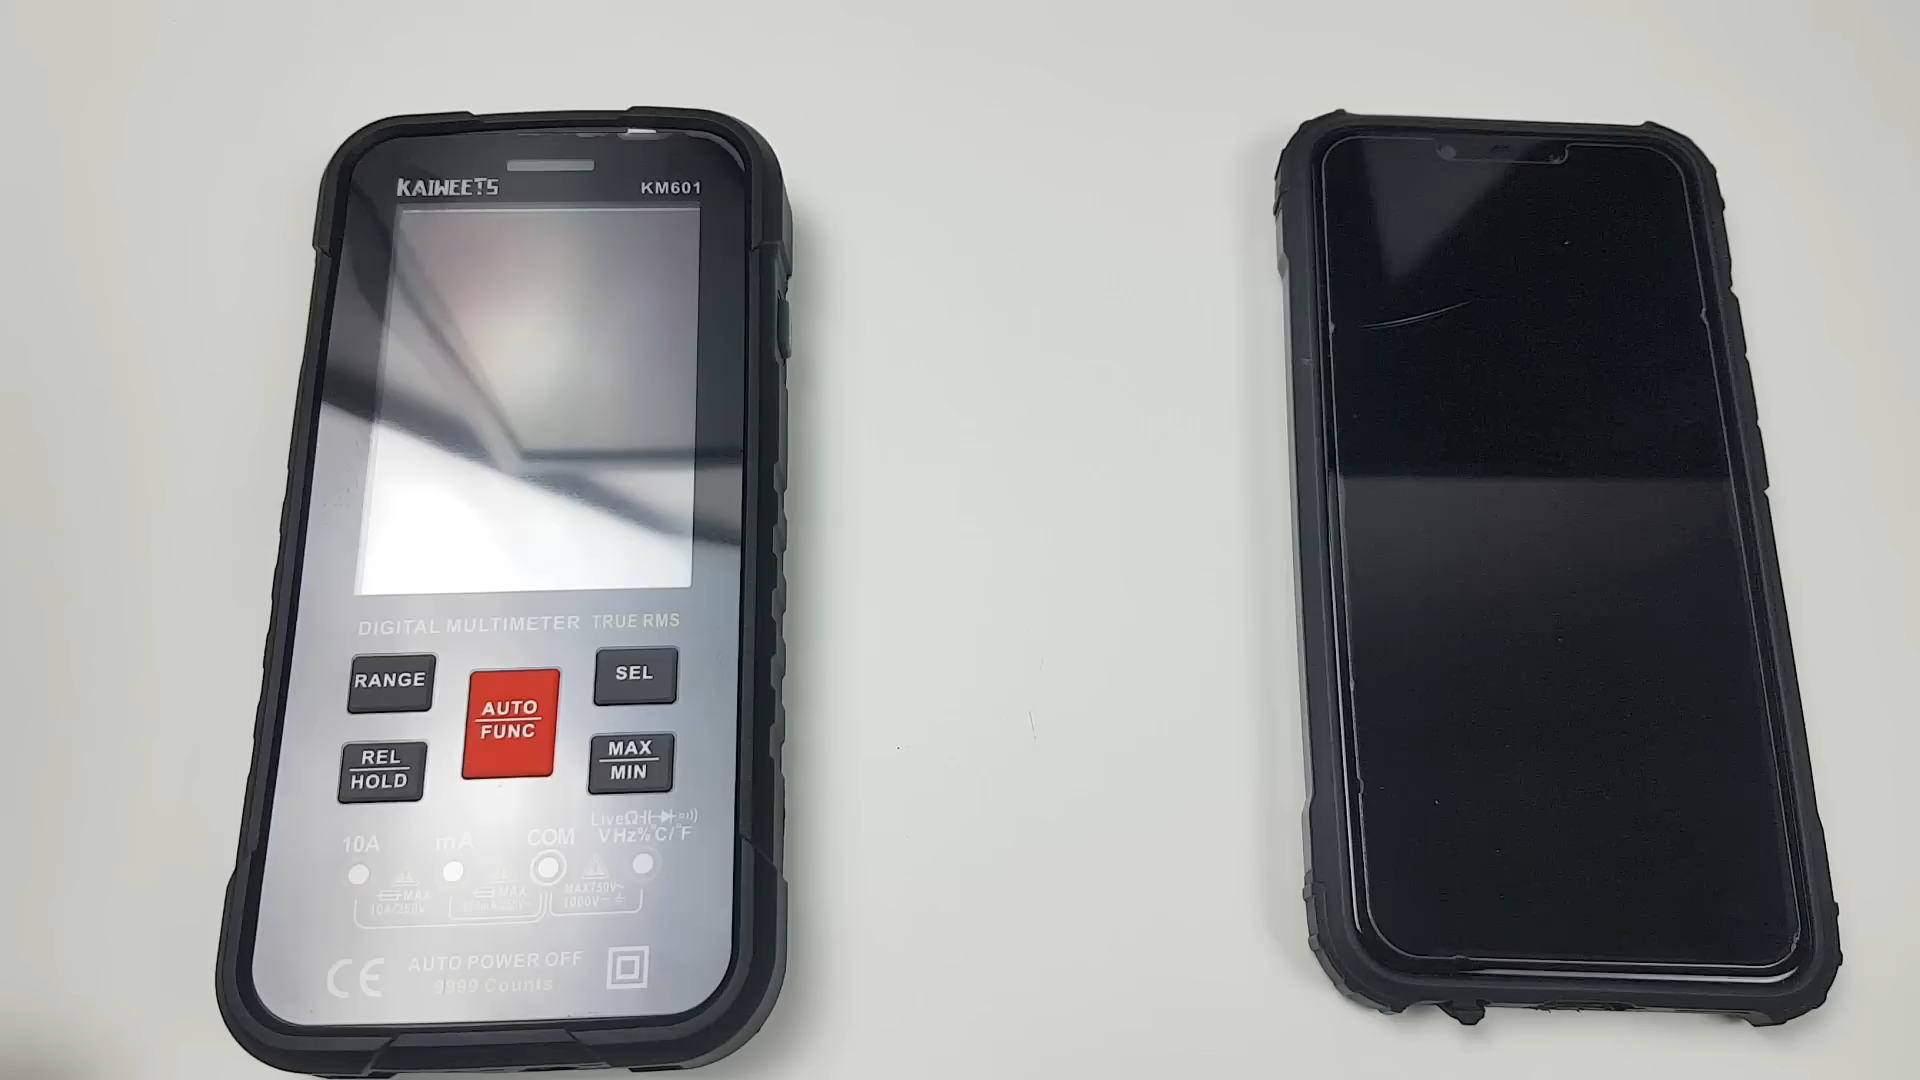 KAIWEETS KM601
DIGITAL MULTIMETER TRUE RMS
RANGE
AUTO
FUNC
SEL
REL
HOLD
MAX
MIN
10A mA COM LiveΩ
VHz%°C/°F
MAX
10A/250V
MAX
MAX750V~
1000V
CE
AUTO POWER OFF
9999 Counts